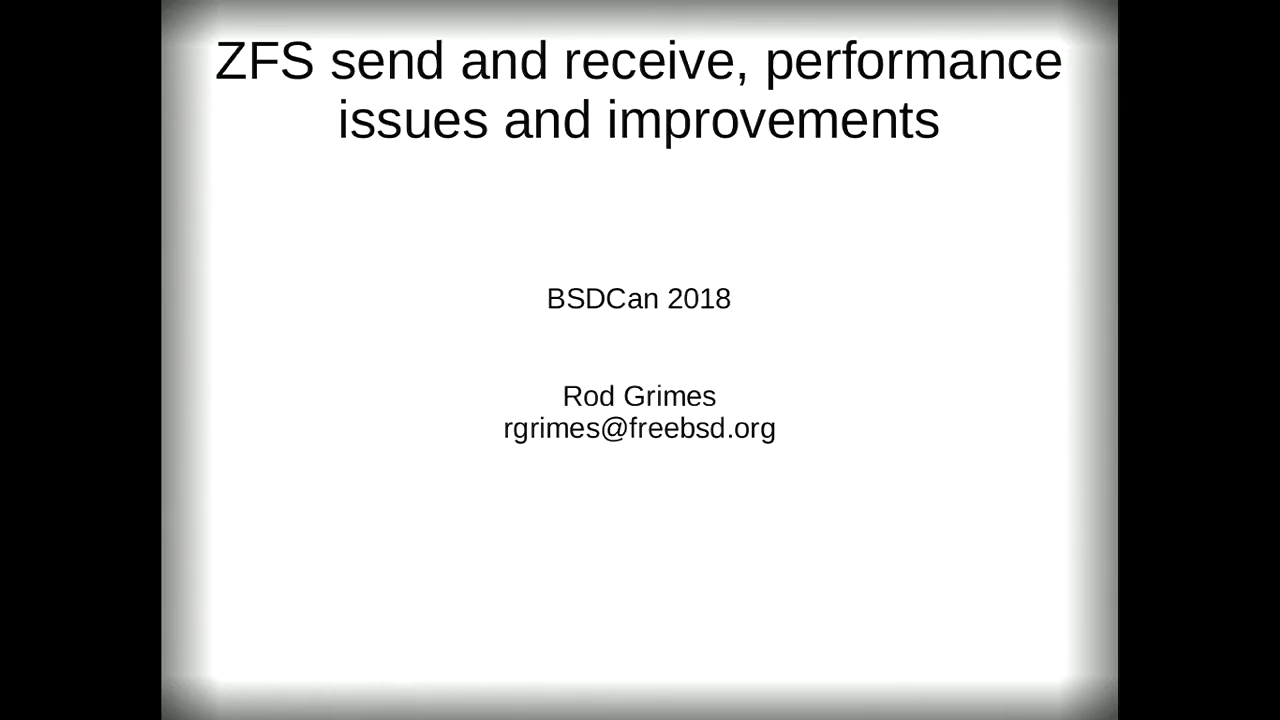 ZFS send and receive, performance
issues and improvements
BSDCan 2018
Rod Grimes
rgrimes@freebsd.org